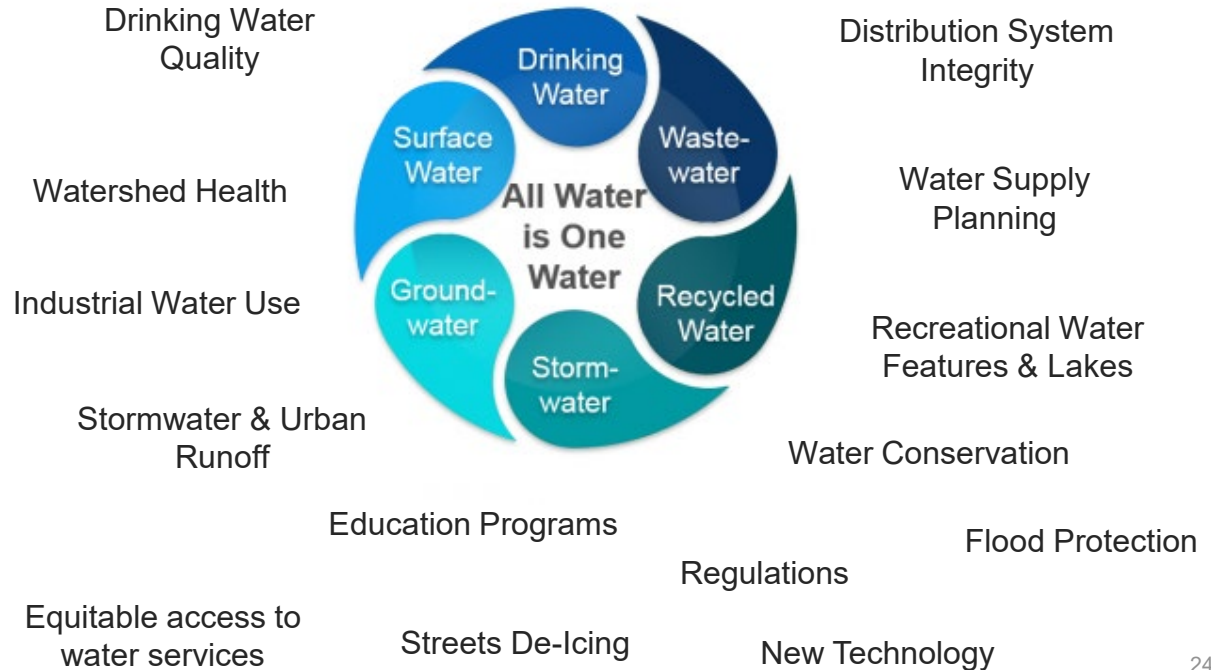 Drinking Water
Quality
Distribution System
Integrity
Drinking
Water
Surface
Water
Waste-
water
All Water
is One
Water
Ground-
water
Recycled
Water
Storm-
water
Watershed Health
Water Supply
Planning
Industrial Water Use
Recreational Water
Features & Lakes
Stormwater & Urban
Runoff
Water Conservation
Education Programs
Flood Protection
Regulations
Equitable access to
water services
Streets De-Icing
New Technology
24